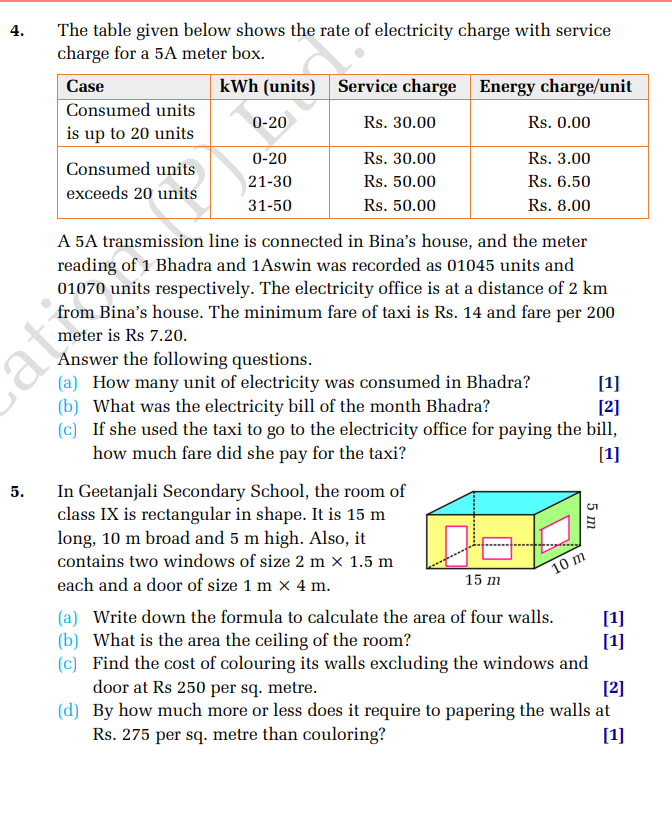 4. The table given below shows the rate of electricity charge with service
charge for a 5A meter box.
Case kWh (units) Service charge Energy charge/unit
Consumed units
is up to 20 units 0-20 Rs. 30.00 Rs. 0.00
Consumed units
exceeds 20 units
0-20 Rs. 30.00 Rs. 3.00
21-30 Rs. 50.00 Rs. 6.50
31-50 Rs. 50.00 Rs. 8.00
A 5A transmission line is connected in Bina's house, and the meter
reading of 1 Bhadra and 1Aswin was recorded as 01045 units and
01070 units respectively. The electricity office is at a distance of 2 km
from Bina's house. The minimum fare of taxi is Rs. 14 and fare per 200
meter is Rs 7.20.
Answer the following questions.
(a) How many unit of electricity was consumed in Bhadra? [1]
(b) What was the electricity bill of the month Bhadra? [2]
(c) If she used the taxi to go to the electricity office for paying the bill,
how much fare did she pay for the taxi? [1]
5. In Geetanjali Secondary School, the room of
class IX is rectangular in shape. It is 15 m
long, 10 m broad and 5 m high. Also, it
contains two windows of size 2 m × 1.5 m
each and a door of size 1 m × 4 m.
5 m
10 m
15 m
(a) Write down the formula to calculate the area of four walls. [1]
(b) What is the area the ceiling of the room? [1]
(c) Find the cost of colouring its walls excluding the windows and
door at Rs 250 per sq. metre. [2]
(d) By how much more or less does it require to papering the walls at
Rs. 275 per sq. metre than couloring? [1]
cation (P) Ltd.